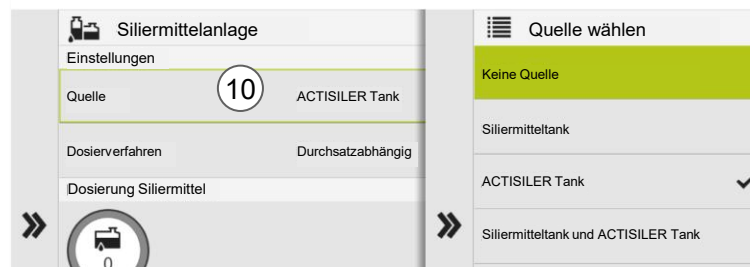 Siliermittelanlage
Einstellungen
Quelle 10 ACTISILER Tank
Dosierverfahren Durchsatzabhängig
Dosierung Siliermittel
0
Quelle wählen
Keine Quelle
Siliermitteltank
ACTISILER Tank
Siliermitteltank und ACTISILER Tank